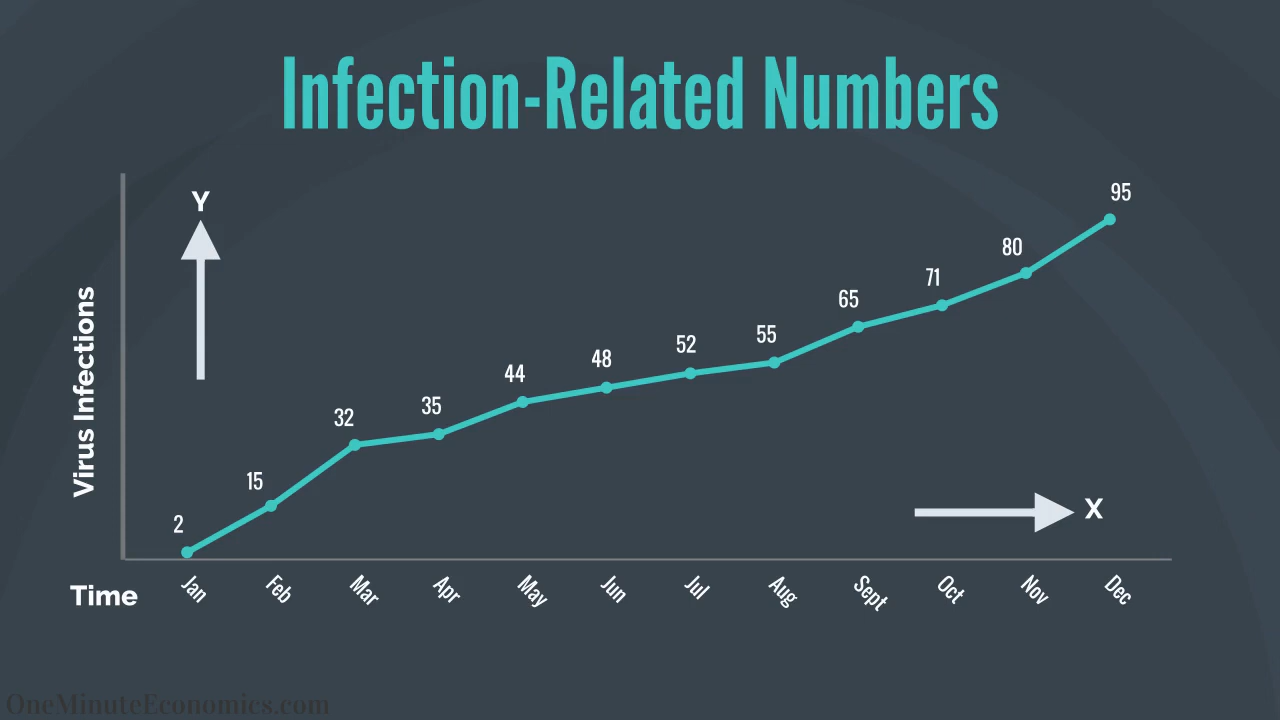 Infection-Related Numbers
Y
95
80
71
65
55
52
48
44
35
32
15
2
Virus Infections
X
Time
Jan Feb Mar Apr May Jun Jul Aug Sept Oct Nov Dec
OneMinuteEconomics.com